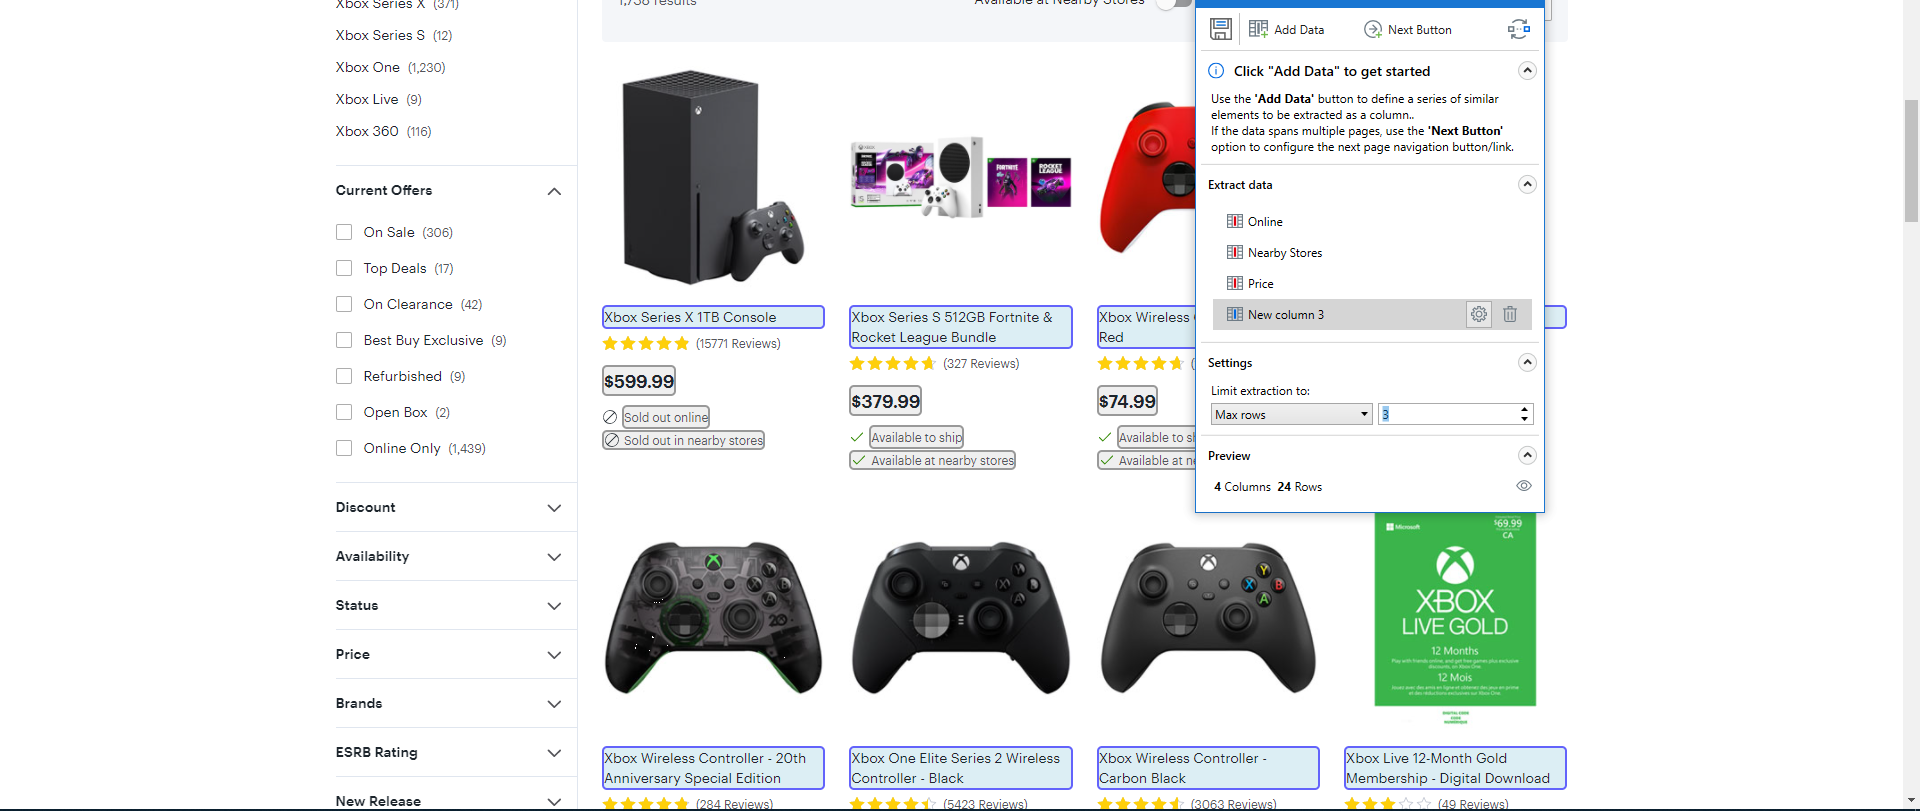 Xbox Series X (371)
Xbox Series S (12)
Xbox One (1,230)
Xbox Live (9)
Xbox 360 (116)
Current Offers
On Sale (306)
Top Deals (17)
On Clearance (42)
Best Buy Exclusive (9)
Refurbished (9)
Open Box (2)
Online Only (1,439)
Discount
Availability
Status
Price
Brands
ESRB Rating
New Release
1,738 results
Available at Nearby Stores
Xbox Series X 1TB Console
(15771 Reviews)
$599.99
Sold out online
Sold out in nearby stores
Xbox Series S 512GB Fortnite &
Rocket League Bundle
(327 Reviews)
$379.99
Available to ship
Available at nearby stores
FORTNITE
ROCKET
LEAGUE
Xbox Wireless
Red
$74.99
Available to sh
Available at ne
Add Data
Next Button
Click "Add Data" to get started
Use the 'Add Data' button to define a series of similar
elements to be extracted as a column..
If the data spans multiple pages, use the 'Next Button'
option to configure the next page navigation button/link.
Extract data
Online
Nearby Stores
Price
New column 3
Settings
Limit extraction to:
Max rows 3
Preview
4 Columns 24 Rows
Xbox Wireless Controller - 20th
Anniversary Special Edition
(284 Reviews)
Xbox One Elite Series 2 Wireless
Controller - Black
(5423 Reviews)
Y
X B
A
Xbox Wireless Controller -
Carbon Black
(3063 Reviews)
Microsoft
$69.99
CA
XBOX
LIVE GOLD
12 Months
12 Mois
Xbox Live 12-Month Gold
Membership - Digital Download
(49 Reviews)